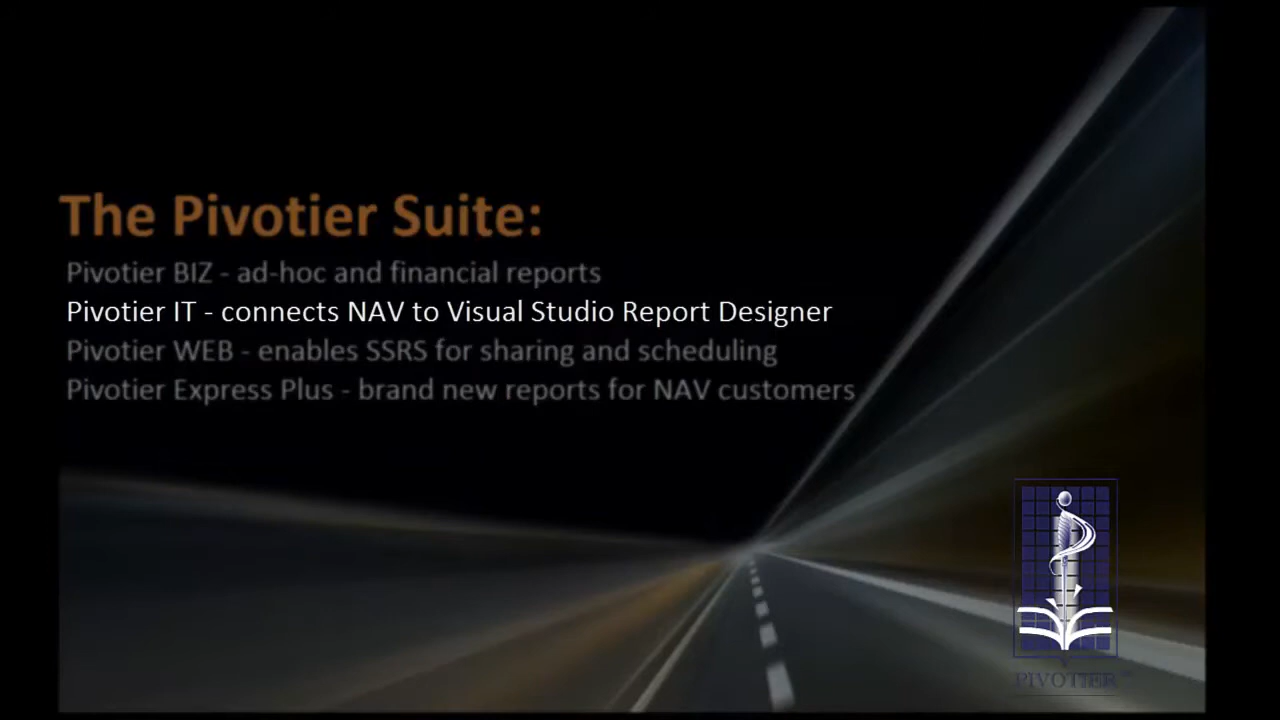 The Pivotier Suite:
Pivotier BIZ - ad-hoc and financial reports
Pivotier IT - connects NAV to Visual Studio Report Designer
Pivotier WEB - enables SSRS for sharing and scheduling
Pivotier Express Plus - brand new reports for NAV customers
PIVOTIER